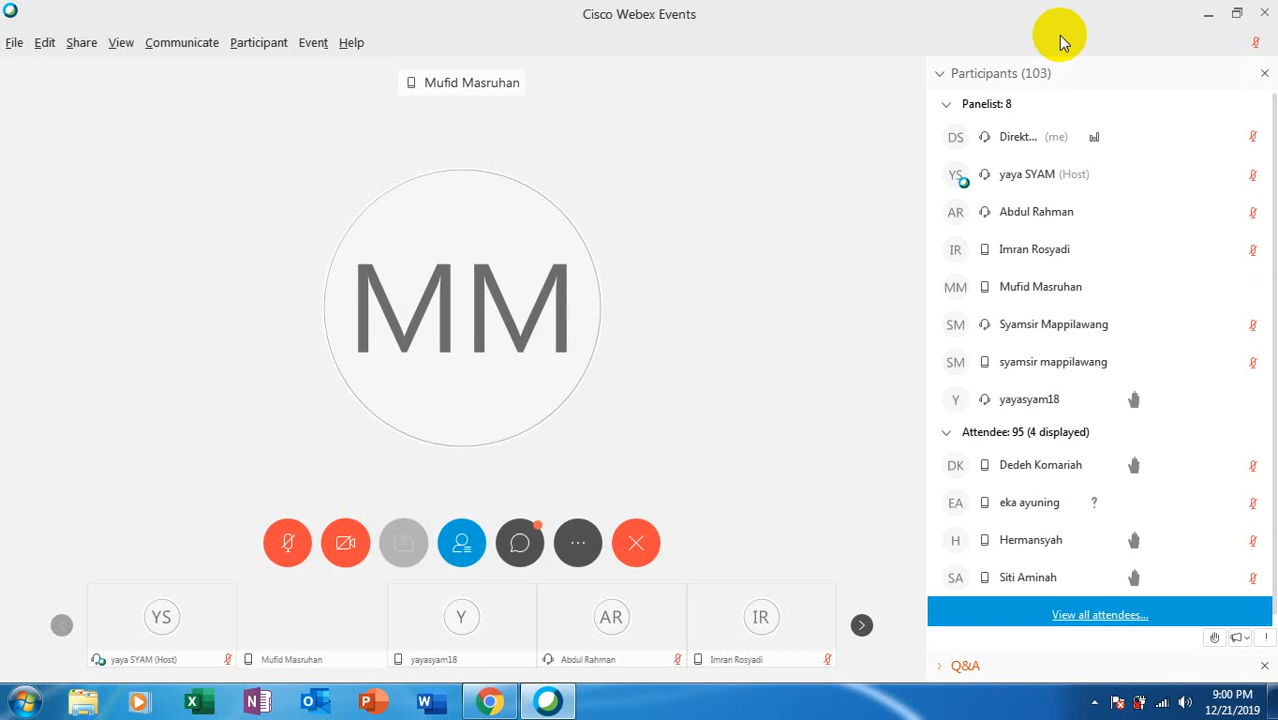 Cisco Webex Events
File Edit Share View Communicate Participant Event Help
Mufid Masruhan
MM
Participants (103)
Panelist: 8
DS Direkt... (me)
YS yaya SYAM (Host)
AR Abdul Rahman
IR Imran Rosyadi
MM Mufid Masruhan
SM Syamsir Mappilawang
SM syamsir mappilawang
Y yayasyam18
Attendee: 95 (4 displayed)
DK Dedeh Komariah
EA eka ayuning ?
H Hermansyah
SA Siti Aminah
View all attendees...
Q&A
YS Y AR IR
yaya SYAM (Host) Mufid Masruhan yayasyam18 Abdul Rahman Imran Rosyadi
9:00 PM
12/21/2019